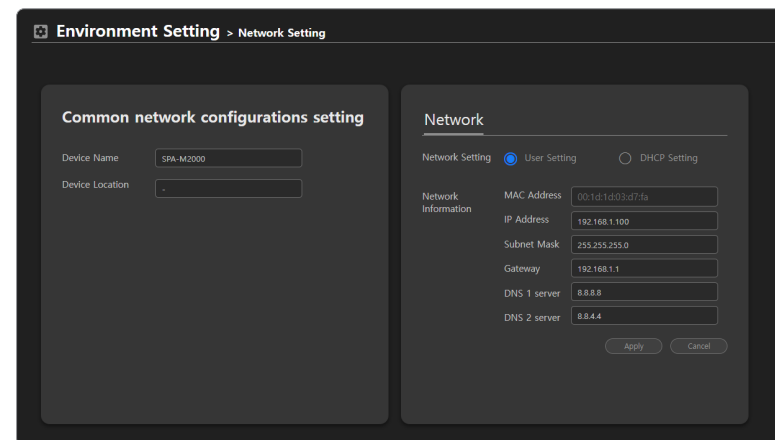 Environment Setting > Network Setting
Common network configurations setting
Device Name SPA-M2000
Device Location -
Network
Network Setting User Setting DHCP Setting
Network Information
MAC Address 00:1d:1d:03:d7:fa
IP Address 192.168.1.100
Subnet Mask 255.255.255.0
Gateway 192.168.1.1
DNS 1 server 8.8.8.8
DNS 2 server 8.8.4.4
Apply Cancel